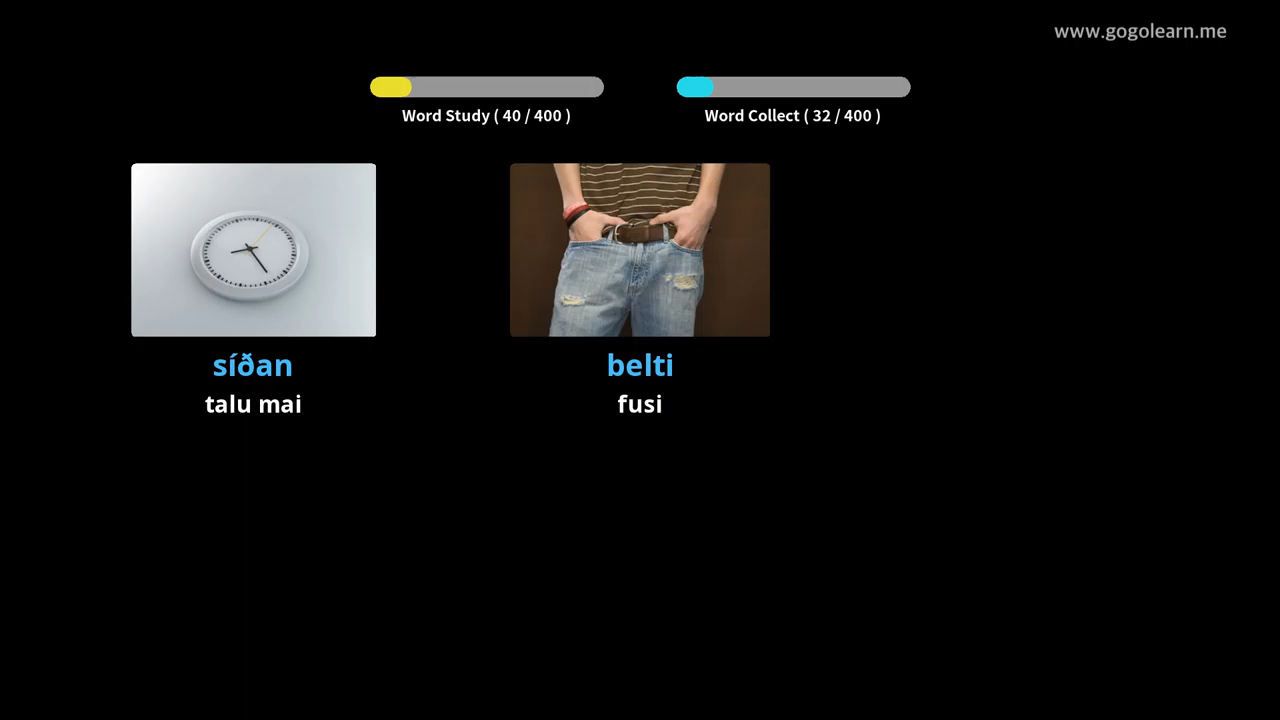 www.gogolearn.me
Word Study ( 40 / 400 )
Word Collect ( 32 / 400 )
síðan
talu mai
belti
fusi